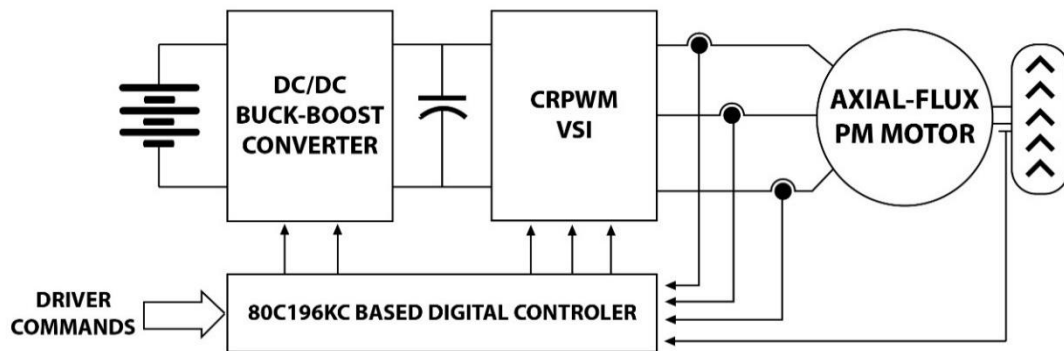 DC/DC
BUCK-BOOST
CONVERTER
CRPWM
VSI
AXIAL-FLUX
PM MOTOR
DRIVER
COMMANDS
80C196KC BASED DIGITAL CONTROLER